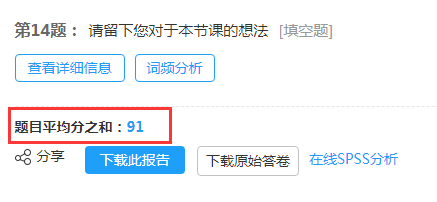 第14题： 请留下您对于本节课的想法 [填空题]
查看详细信息 词频分析
题目平均分之和：91
分享 下载此报告 下载原始答卷 在线SPSS分析